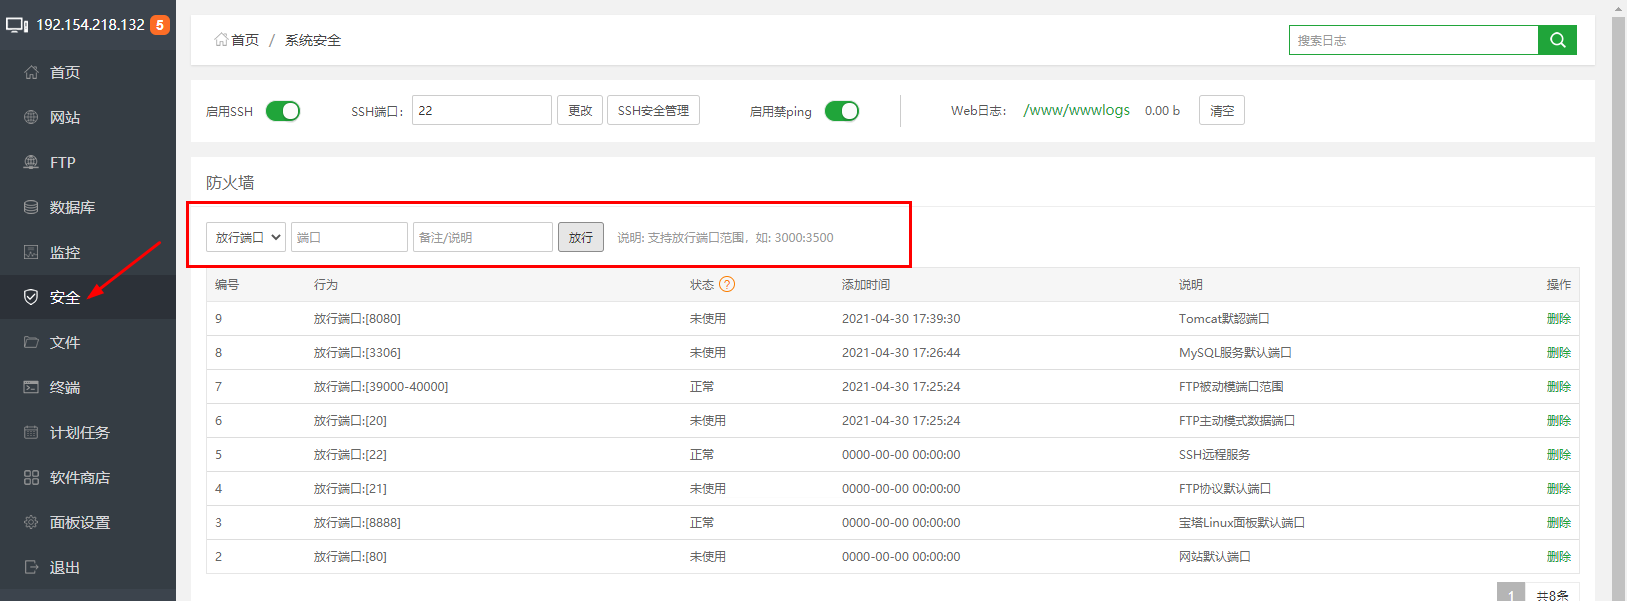 192.154.218.132 5
首页
网站
FTP
数据库
监控
安全
文件
终端
计划任务
软件商店
面板设置
退出
首页 / 系统安全
搜索日志
启用SSH SSH端口： 22 更改 SSH安全管理 启用禁ping Web日志： /www/wwwlogs 0.00 b 清空
防火墙
放行端口 端口 备注/说明 放行 说明: 支持放行端口范围，如: 3000:3500
编号 行为 状态 ? 添加时间 说明 操作
9 放行端口:[8080] 未使用 2021-04-30 17:39:30 Tomcat默認端口 删除
8 放行端口:[3306] 未使用 2021-04-30 17:26:44 MySQL服务默认端口 删除
7 放行端口:[39000-40000] 正常 2021-04-30 17:25:24 FTP被动模端口范围 删除
6 放行端口:[20] 未使用 2021-04-30 17:25:24 FTP主动模式数据端口 删除
5 放行端口:[22] 正常 0000-00-00 00:00:00 SSH远程服务 删除
4 放行端口:[21] 未使用 0000-00-00 00:00:00 FTP协议默认端口 删除
3 放行端口:[8888] 正常 0000-00-00 00:00:00 宝塔Linux面板默认端口 删除
2 放行端口:[80] 未使用 0000-00-00 00:00:00 网站默认端口 删除
1 共8条